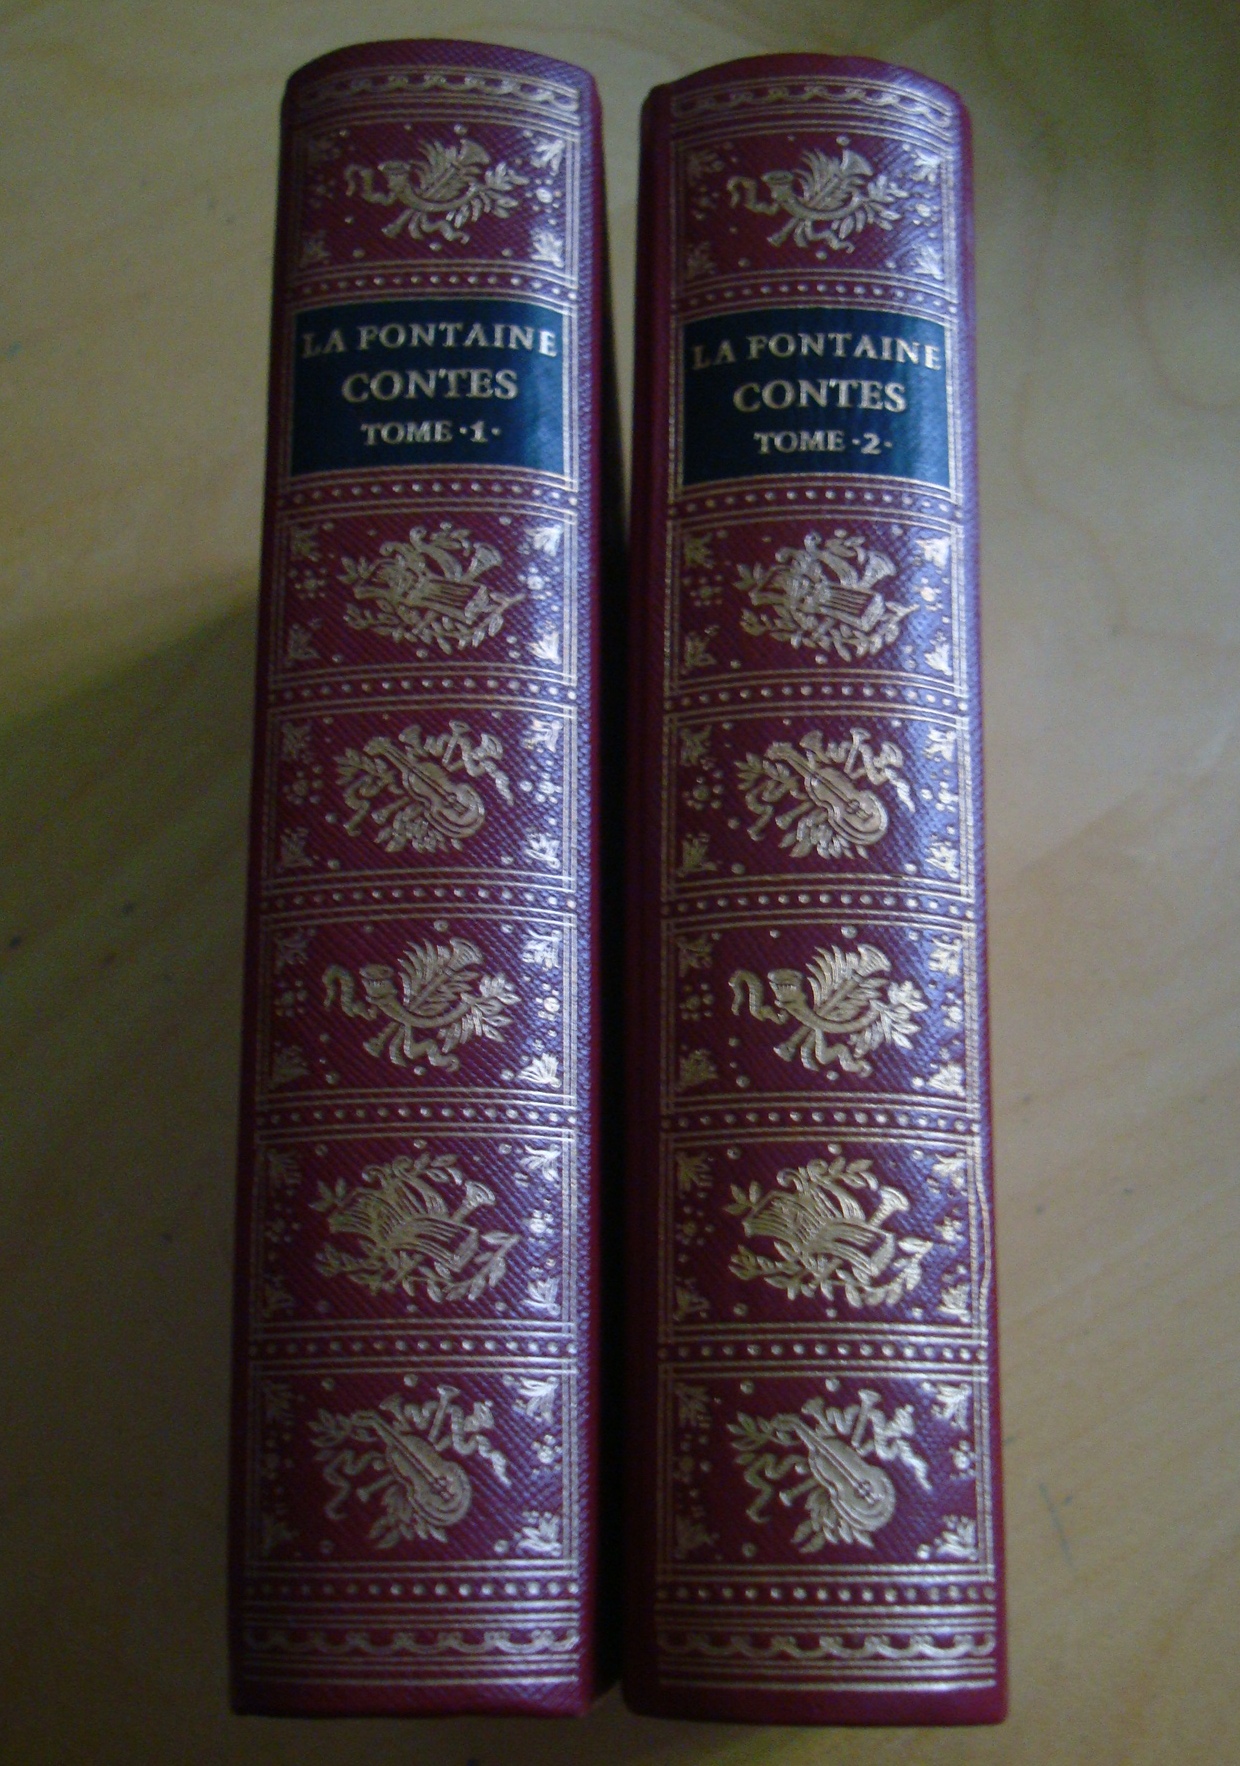 LA FONTAINE
CONTES
TOME ·1·
LA FONTAINE
CONTES
TOME ·2·